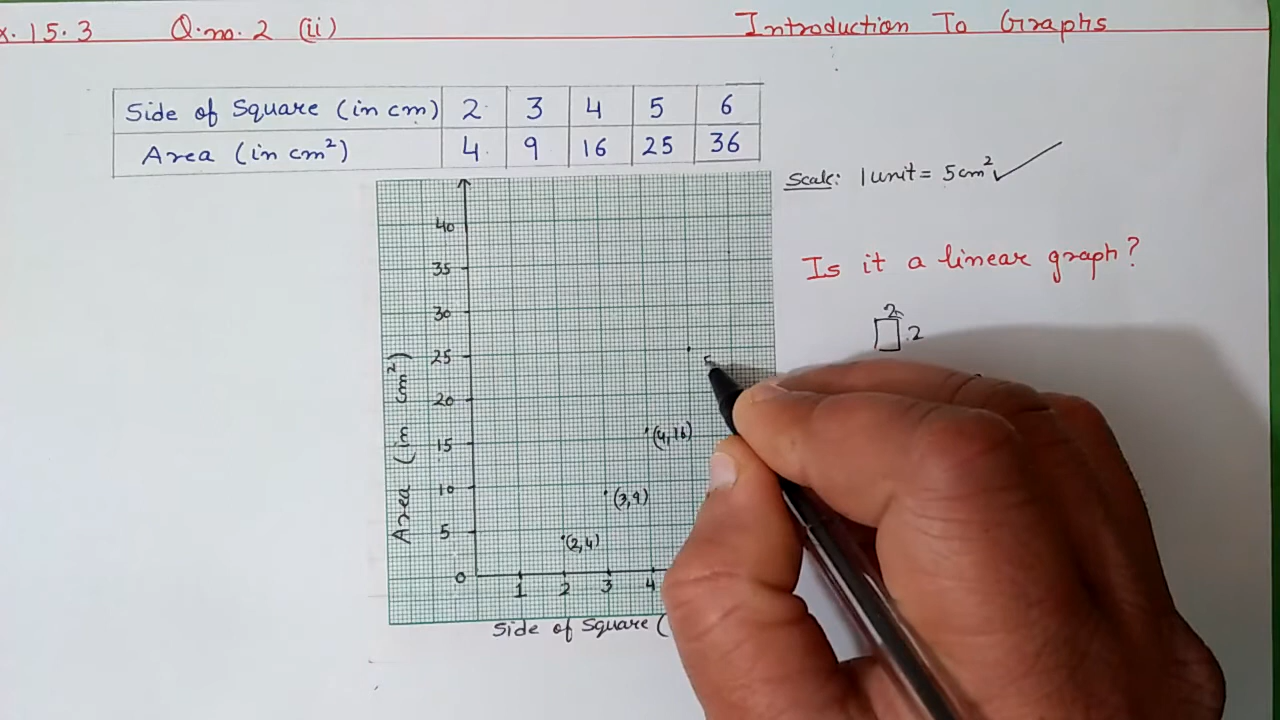 x. 15.3 Q.no. 2 (ii) Introduction To Graphs
Side of Square (in cm) 2 3 4 5 6
Area (in cm²) 4 9 16 25 36
Scale: 1 unit = 5 cm²
Is it a linear graph?
2
2
40
35
30
25
20
15
10
5
0
Area (in cm²)
(4,16)
(3,9)
(2,4)
1 2 3 4
Side of Square (